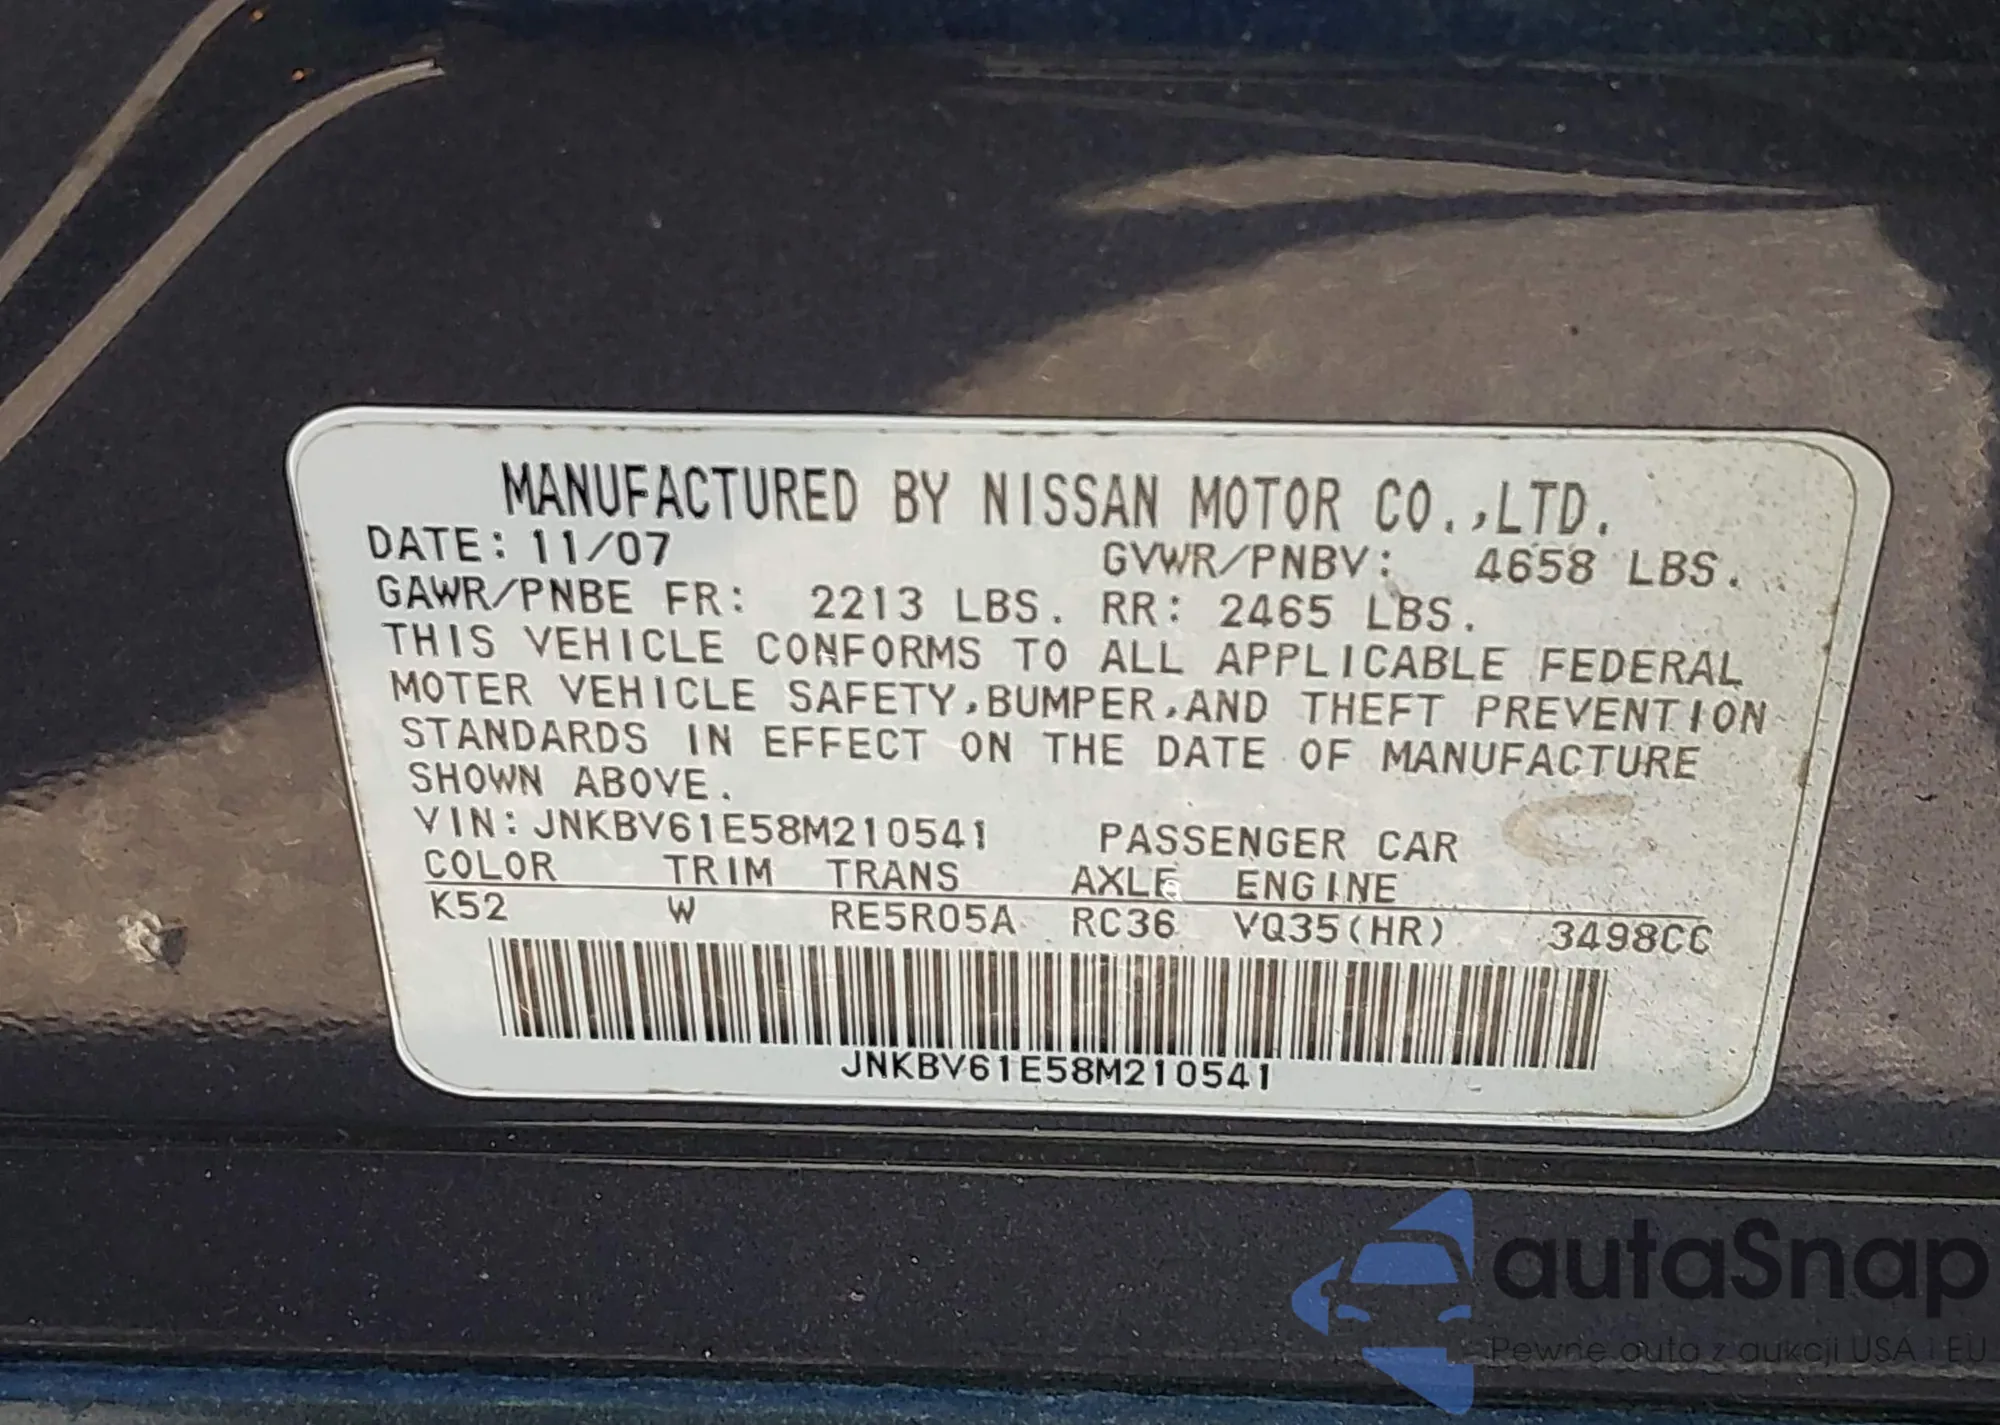 MANUFACTURED BY NISSAN MOTOR CO.,LTD.
DATE: 11/07 GVWR/PNBV: 4658 LBS.
GAWR/PNBE FR: 2213 LBS. RR: 2465 LBS.
THIS VEHICLE CONFORMS TO ALL APPLICABLE FEDERAL
MOTER VEHICLE SAFETY,BUMPER,AND THEFT PREVENTION
STANDARDS IN EFFECT ON THE DATE OF MANUFACTURE
SHOWN ABOVE.
VIN:JNKBV61E58M210541 PASSENGER CAR
COLOR TRIM TRANS AXLE ENGINE
K52 W RE5R05A RC36 VQ35(HR) 3498CC
JNKBV61E58M210541
autaSnap
Pewne auta z aukcji USA i EU